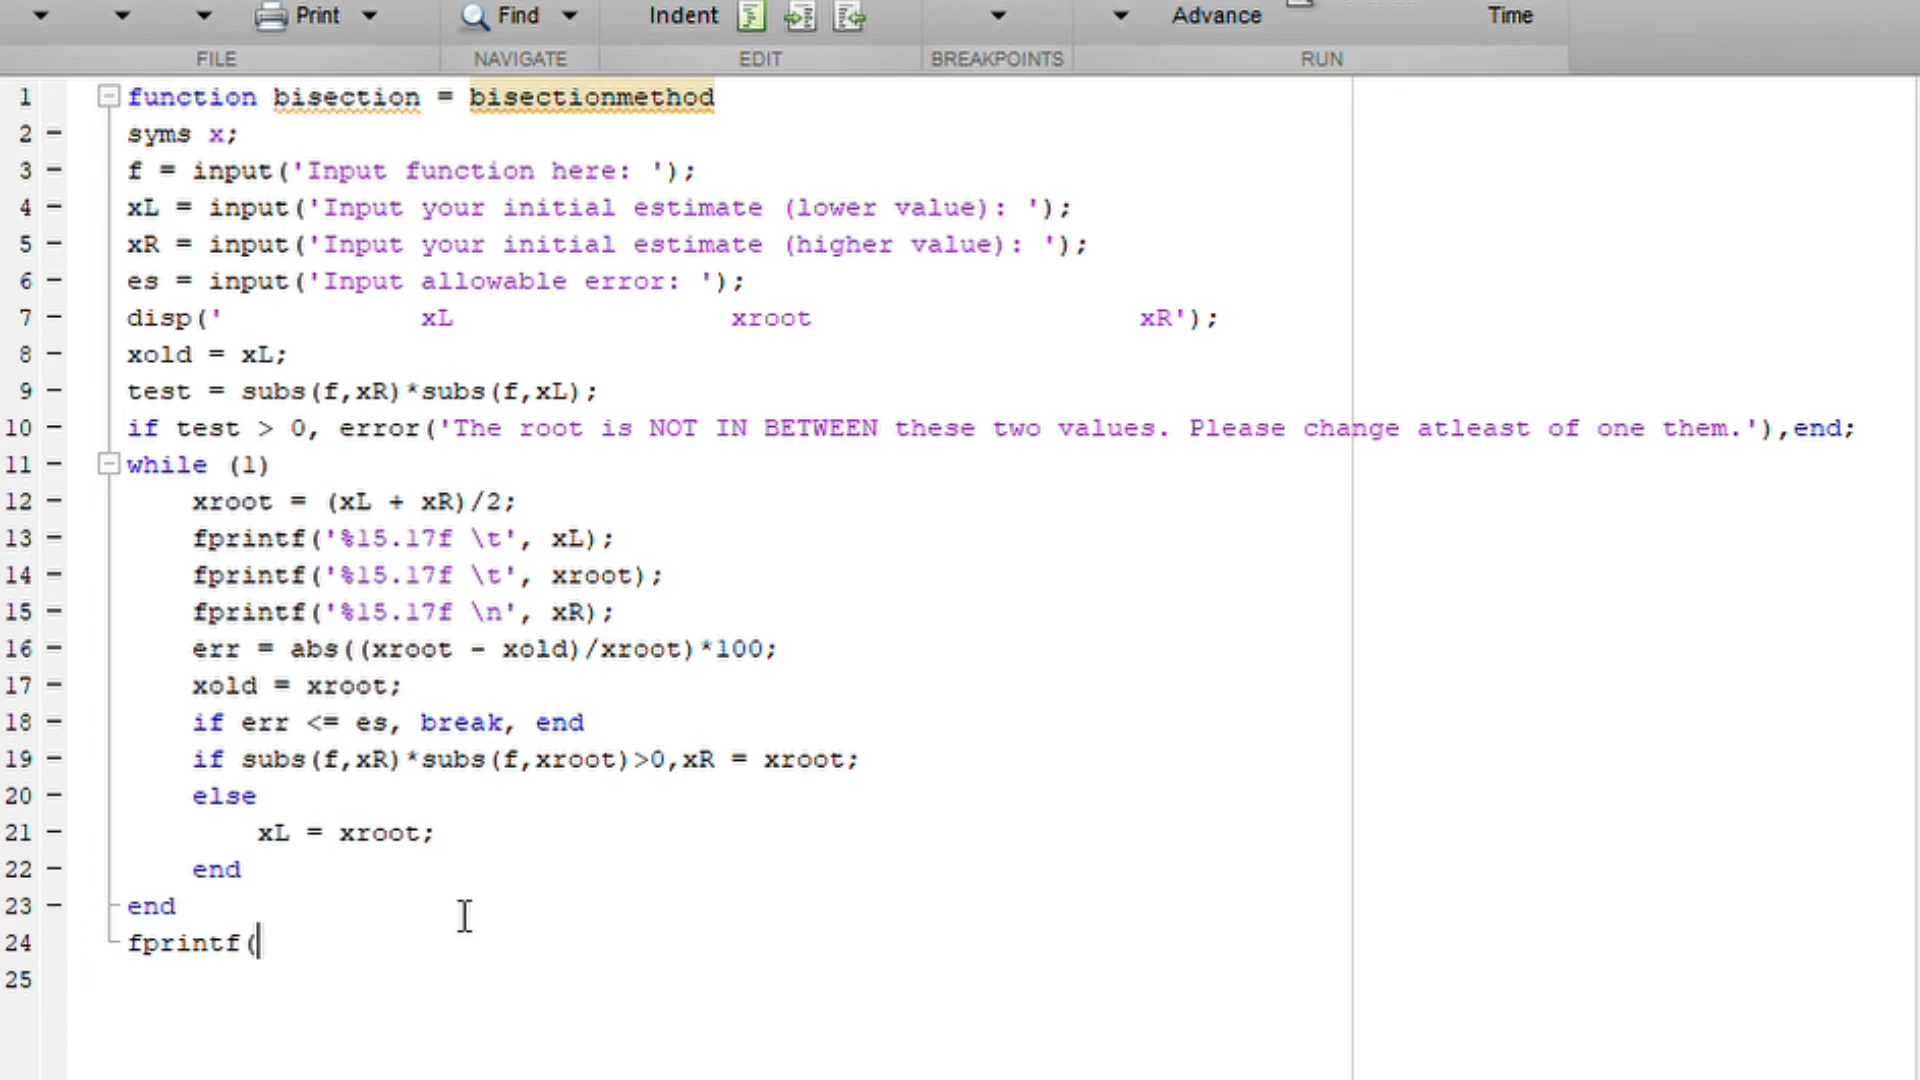 Print Find Indent Advance Time
FILE NAVIGATE EDIT BREAKPOINTS RUN
1 function bisection = bisectionmethod
2 syms x;
3 f = input('Input function here: ');
4 xL = input('Input your initial estimate (lower value): ');
5 xR = input('Input your initial estimate (higher value): ');
6 es = input('Input allowable error: ');
7 disp('            xL                 xroot                    xR');
8 xold = xL;
9 test = subs(f,xR)*subs(f,xL);
10 if test > 0, error('The root is NOT IN BETWEEN these two values. Please change atleast of one them.'),end;
11 while (1)
12     xroot = (xL + xR)/2;
13     fprintf('%15.17f \t', xL);
14     fprintf('%15.17f \t', xroot);
15     fprintf('%15.17f \n', xR);
16     err = abs((xroot - xold)/xroot)*100;
17     xold = xroot;
18     if err <= es, break, end
19     if subs(f,xR)*subs(f,xroot)>0,xR = xroot;
20     else
21         xL = xroot;
22     end
23 end
24 fprintf(
25